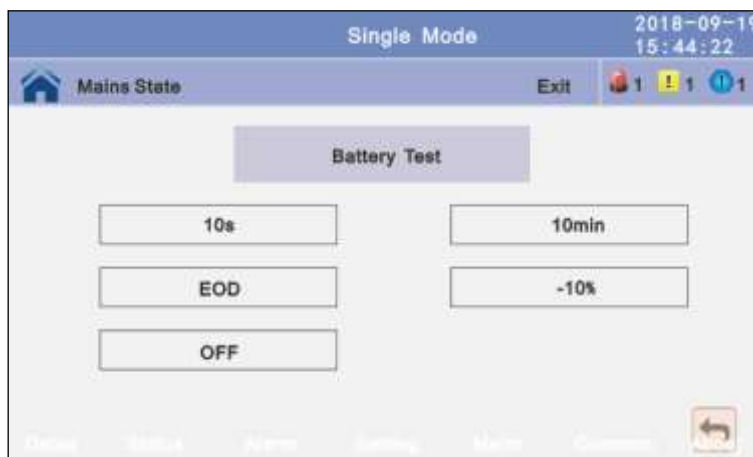 Single Mode
2018-09-19
15:44:22
Mains State
Exit
1
! 1
! 1
Battery Test
10s
10min
EOD
-10%
OFF